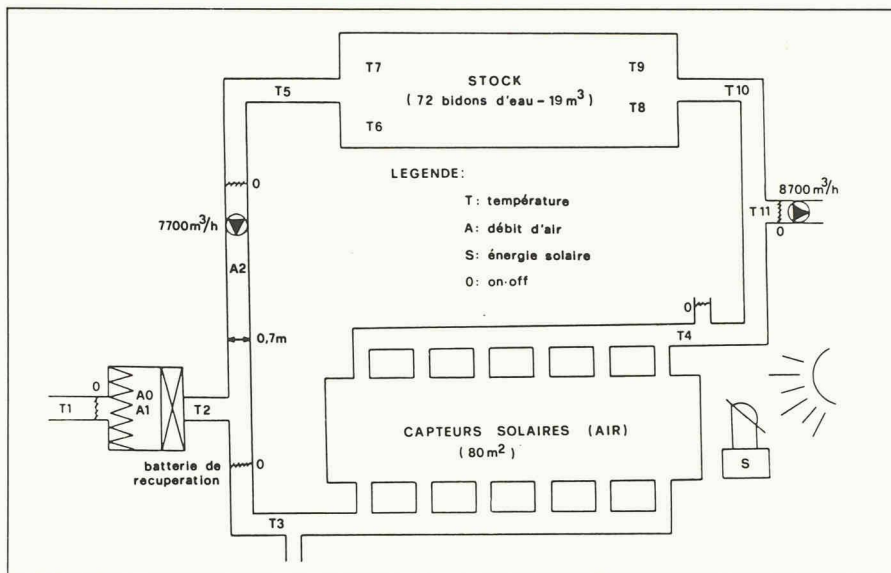 T7
T9
T5
STOCK
T10
( 72 bidons d'eau - 19 m³)
T8
T6
LEGENDE:
0
8700 m³/h
T: température
7700m³/h
T11
A: débit d'air
A2
S: énergie solaire
0
0: on-off
0
T4
0,7m
0
A0
T1
A1
T2
CAPTEURS SOLAIRES (AIR)
(80 m²)
batterie de
recuperation
0
S
T3